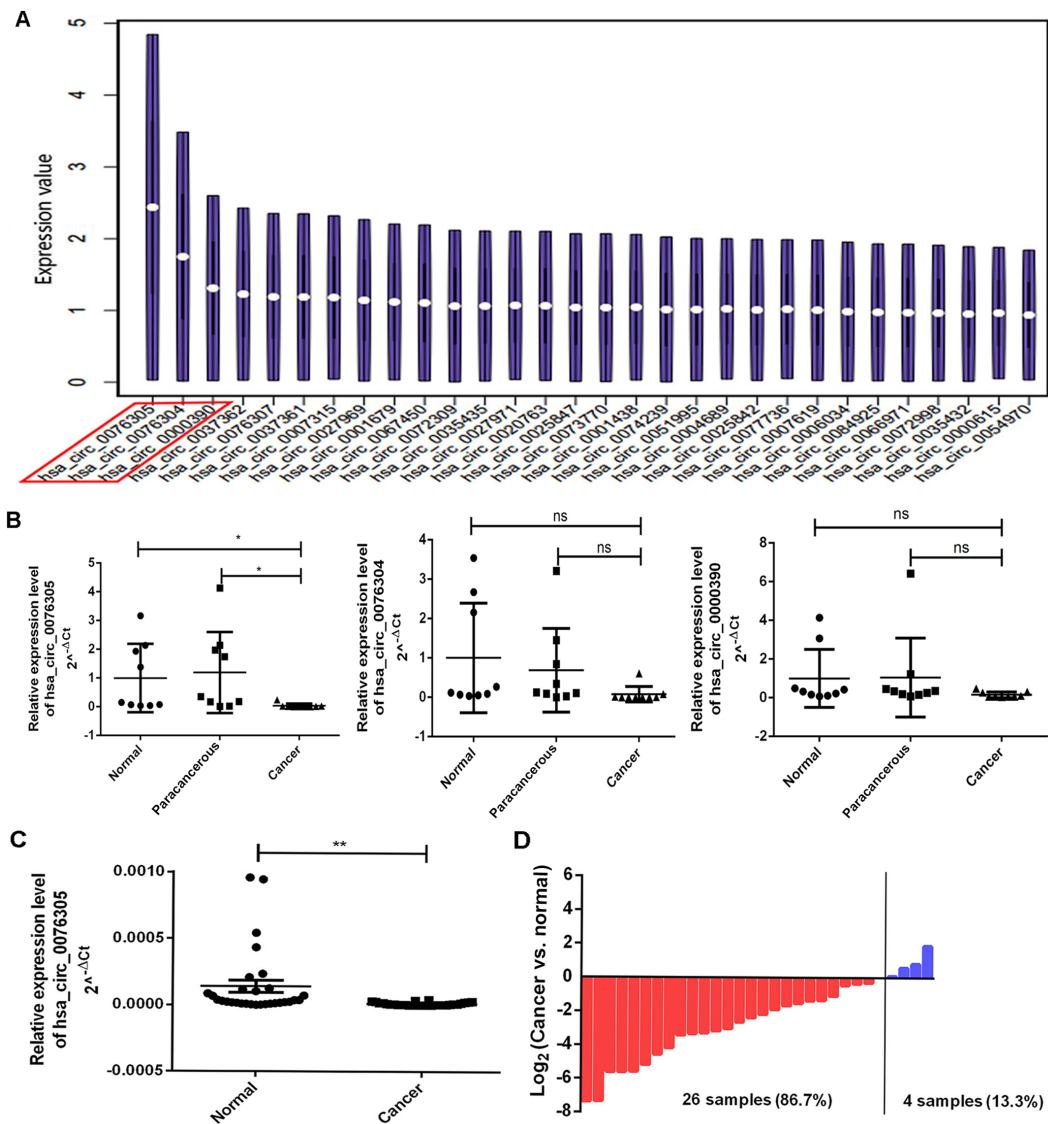 A
Expression value
5
4
3
2
1
0
hsa_circ_0076305
hsa_circ_0076304
hsa_circ_0000390
hsa_circ_0037362
hsa_circ_0076307
hsa_circ_0037361
hsa_circ_0007315
hsa_circ_0027969
hsa_circ_0001679
hsa_circ_0067450
hsa_circ_0072309
hsa_circ_0035435
hsa_circ_0027971
hsa_circ_0020763
hsa_circ_0025847
hsa_circ_0073770
hsa_circ_0001438
hsa_circ_0074239
hsa_circ_0051995
hsa_circ_0004689
hsa_circ_0025842
hsa_circ_0077736
hsa_circ_0007619
hsa_circ_0006034
hsa_circ_0084925
hsa_circ_0066971
hsa_circ_0072998
hsa_circ_0035432
hsa_circ_0000615
hsa_circ_0054970
B
Relative expression level
of hsa_circ_0076305
2^-ΔCt
5
4
3
2
1
0
-1
*
*
Normal
Paracancerous
Cancer
Relative expression level
of hsa_circ_0076304
2^-ΔCt
4
3
2
1
0
-1
ns
ns
Normal
Paracancerous
Cancer
Relative expression level
of hsa_circ_0000390
2^-ΔCt
8
6
4
2
0
-2
ns
ns
Normal
Paracancerous
Cancer
C
Relative expression level
of hsa_circ_0076305
2^-ΔCt
0.0010
0.0005
0.0000
-0.0005
**
Normal
Cancer
D
Log2 (Cancer vs. normal)
6
4
2
0
-2
-4
-6
-8
26 samples (86.7%)
4 samples (13.3%)